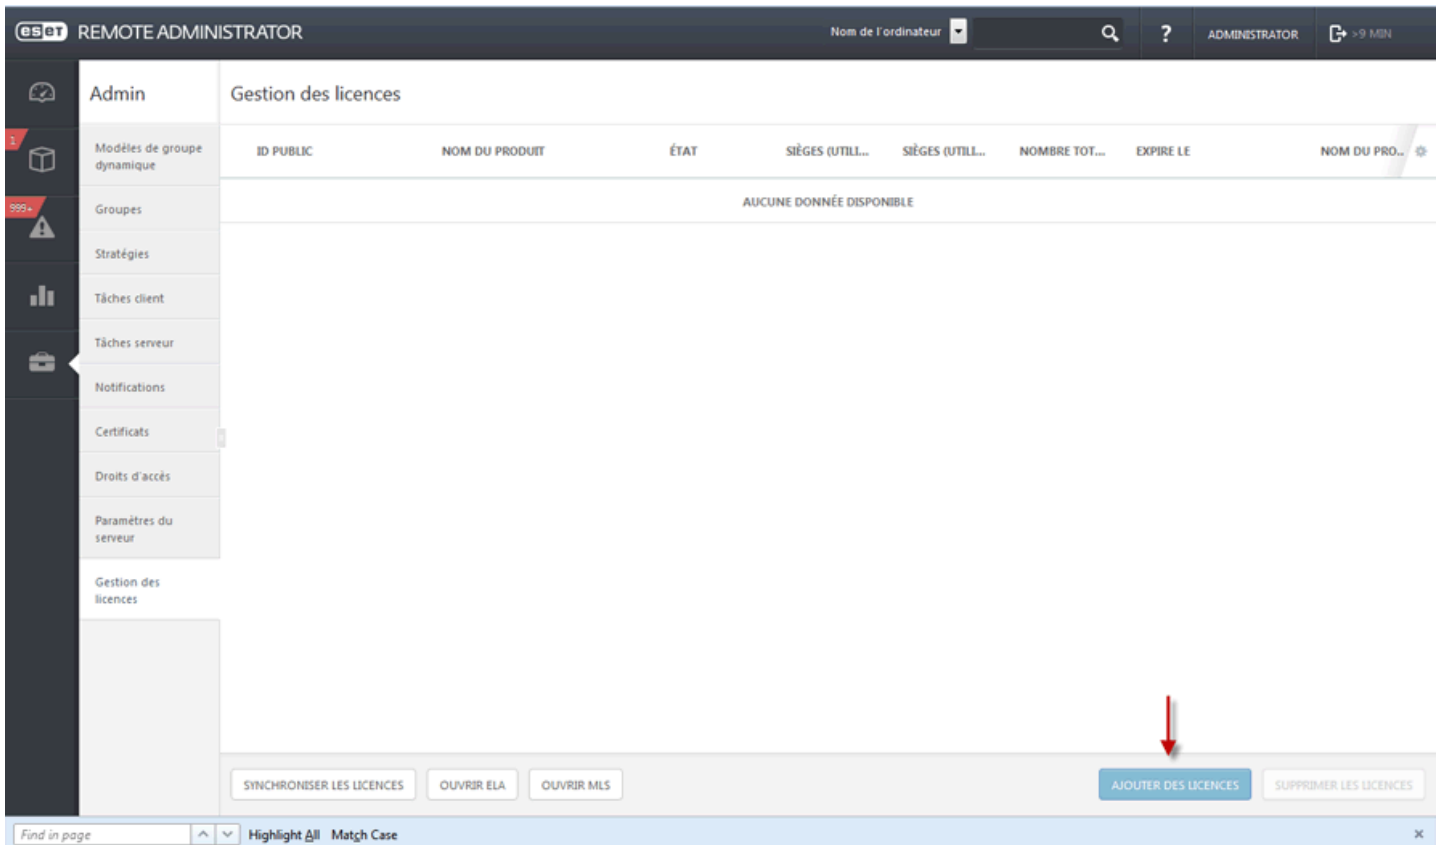 eset REMOTE ADMINISTRATOR
Nom de l'ordinateur
?
ADMINISTRATOR
>9 MIN
Admin
Gestion des licences
1
999+
Modèles de groupe
dynamique
Groupes
Stratégies
Tâches client
Tâches serveur
Notifications
Certificats
Droits d'accès
Paramètres du
serveur
Gestion des
licences
ID PUBLIC NOM DU PRODUIT ÉTAT SIÈGES (UTILI... SIÈGES (UTILI... NOMBRE TOT... EXPIRE LE NOM DU PRO...
AUCUNE DONNÉE DISPONIBLE
SYNCHRONISER LES LICENCES OUVRIR ELA OUVRIR MLS AJOUTER DES LICENCES SUPPRIMER LES LICENCES
Find in page Highlight All Match Case